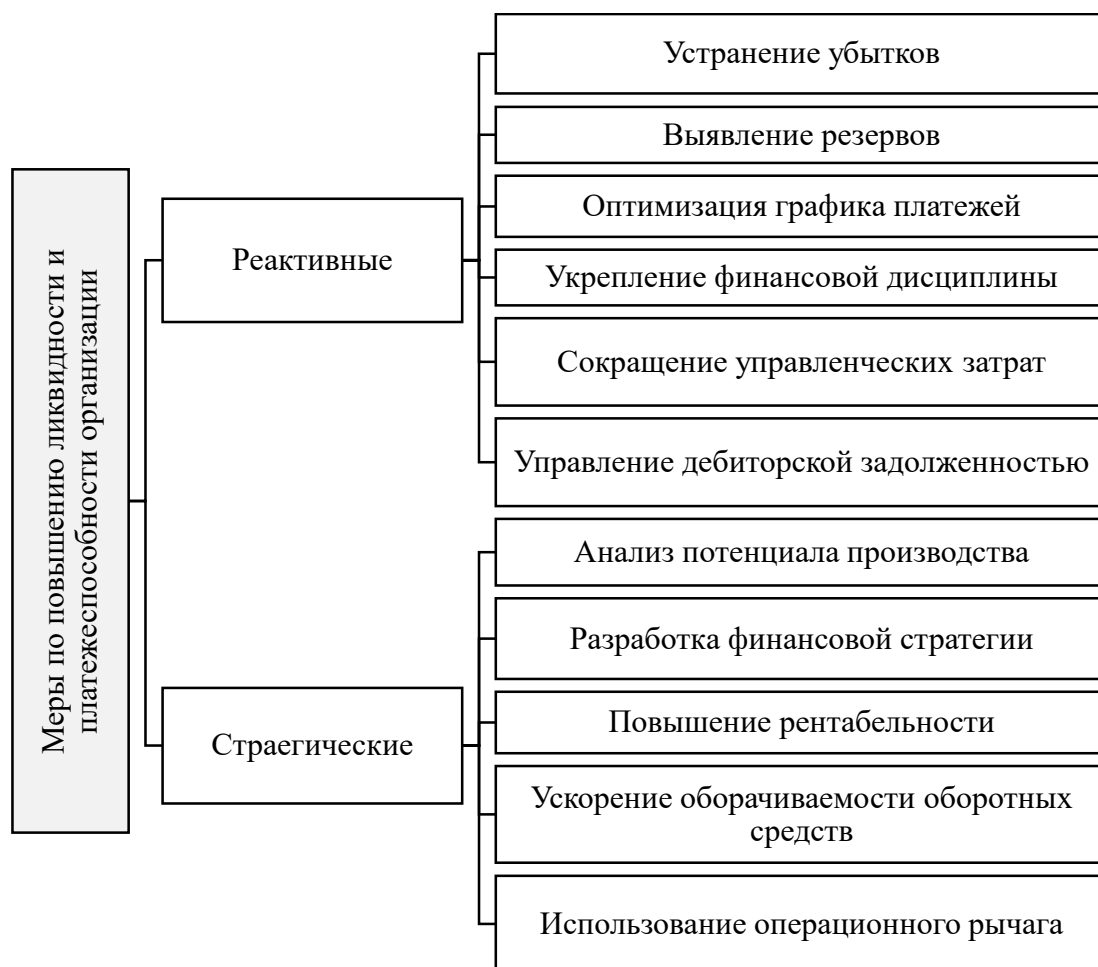 Меры по повышению ликвидности и
платежеспособности организации
Реактивные
Устранение убытков
Выявление резервов
Оптимизация графика платежей
Укрепление финансовой дисциплины
Сокращение управленческих затрат
Управление дебиторской задолженностью
Страегические
Анализ потенциала производства
Разработка финансовой стратегии
Повышение рентабельности
Ускорение оборачиваемости оборотных
средств
Использование операционного рычага